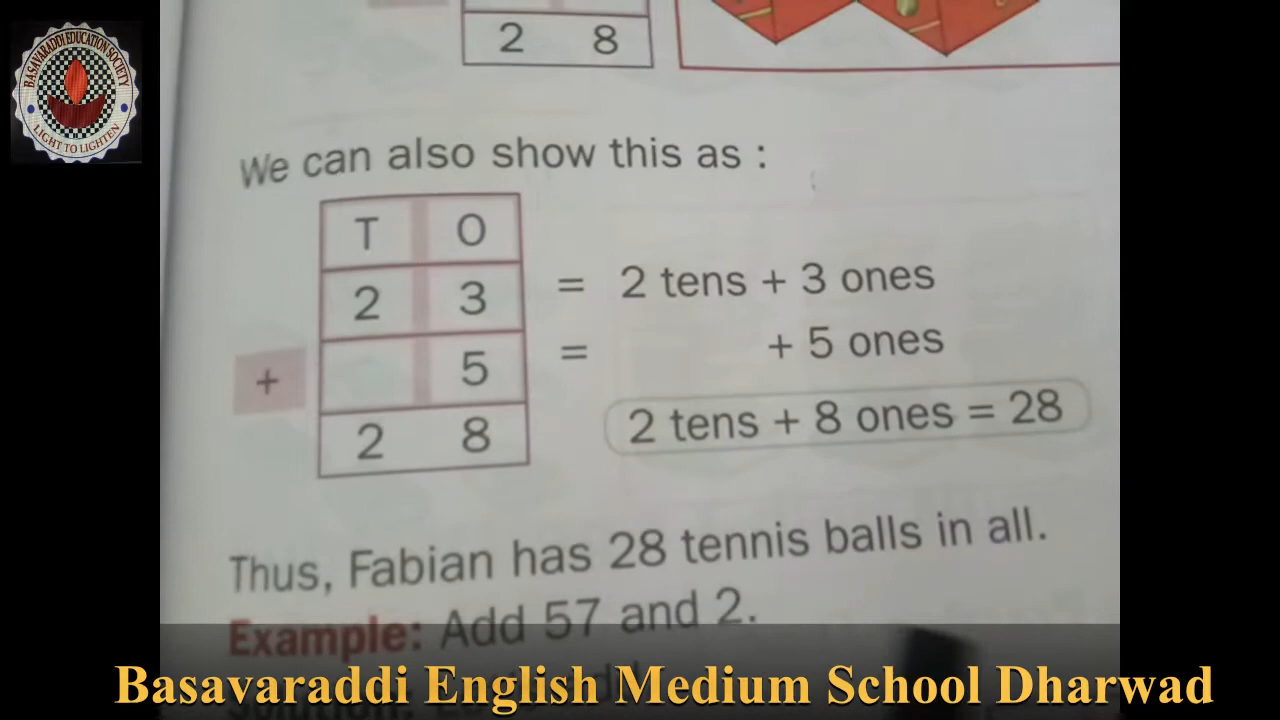 BASAVARADDI EDUCATION SOCIETY
LIGHT TO LIGHTEN
2 8
We can also show this as :
T O
2 3 = 2 tens + 3 ones
+ 5 = + 5 ones
2 8 2 tens + 8 ones = 28
Thus, Fabian has 28 tennis balls in all.
Example: Add 57 and 2.
Basavaraddi English Medium School Dharwad